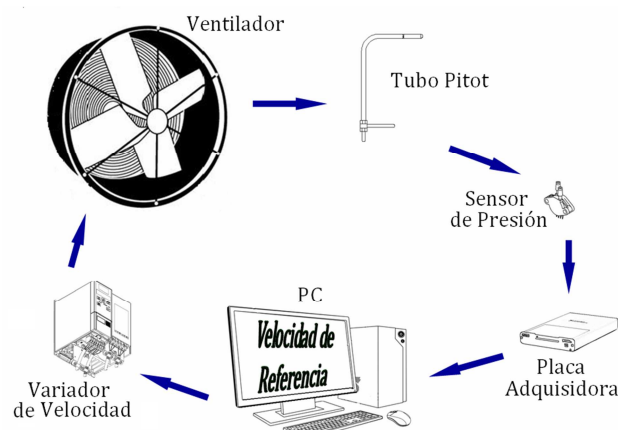 Ventilador
Tubo Pitot
Sensor
de Presión
PC
Velocidad de
Referencia
Placa
Adquisidora
Variador
de Velocidad